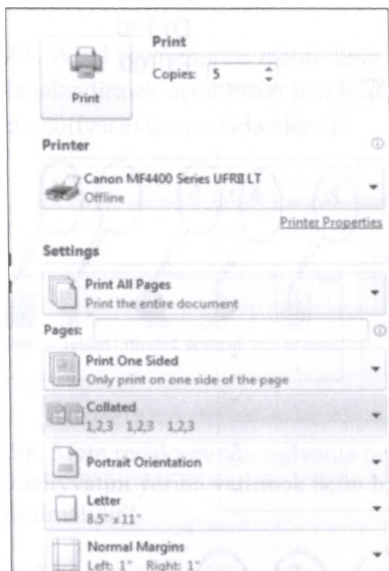 Print
Copies: 5
Print
Printer
Canon MF4400 Series UFRII LT
Offline
Printer Properties
Settings
Print All Pages
Print the entire document
Pages:
Print One Sided
Only print on one side of the page
Collated
1,2,3 1,2,3 1,2,3
Portrait Orientation
Letter
8.5" x 11"
Normal Margins
Left: 1" Right: 1"